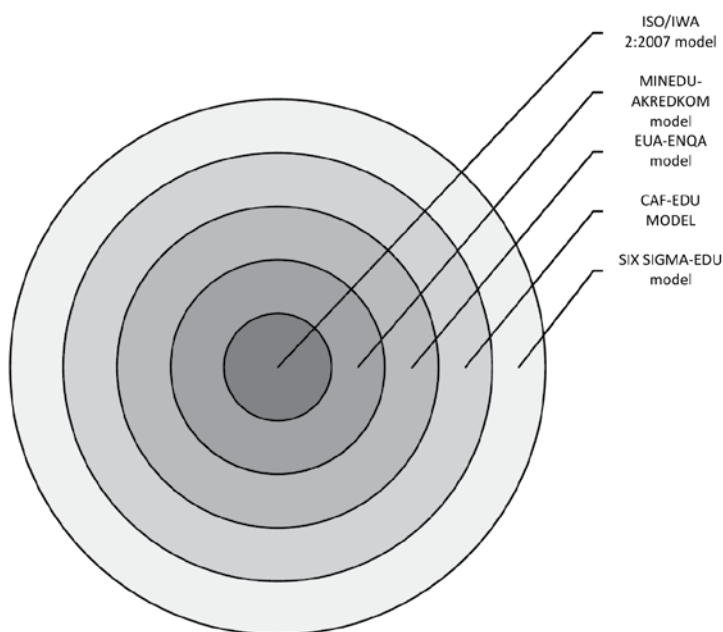 ISO/IWA
2:2007 model
MINEDU-
AKREDKOM
model
EUA-ENQA
model
CAF-EDU
MODEL
SIX SIGMA-EDU
model